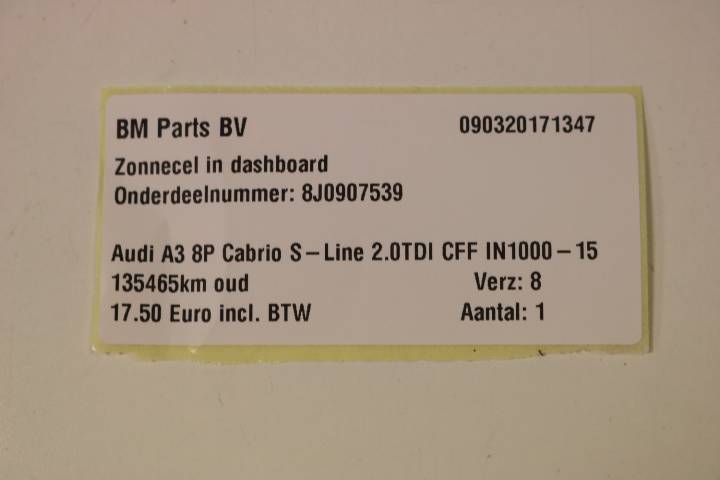 BM Parts BV 090320171347
Zonnecel in dashboard
Onderdeelnummer: 8J0907539
Audi A3 8P Cabrio S-Line 2.0TDI CFF IN1000-15
135465km oud Verz: 8
17.50 Euro incl. BTW Aantal: 1